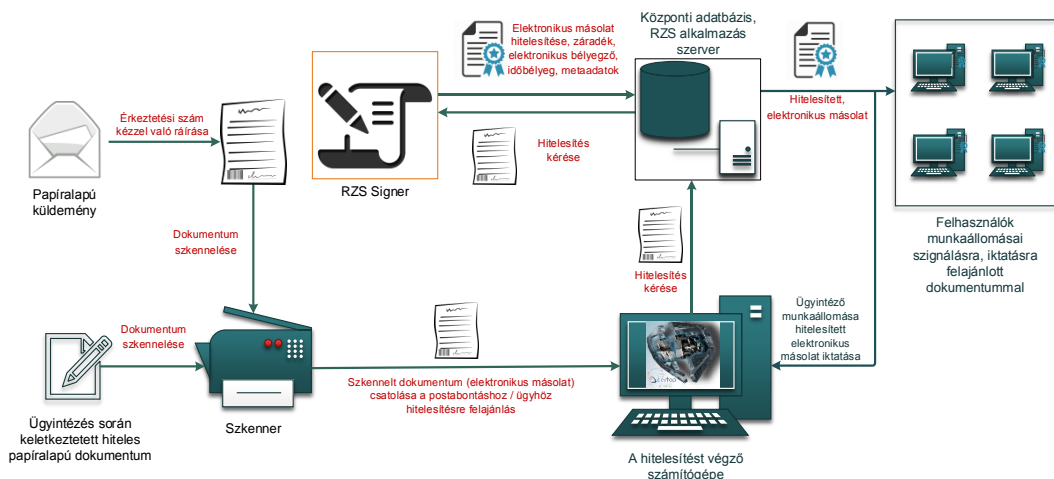 Elektronikus másolat
hitelesítése, záradék,
elektronikus bélyegző,
időbélyeg, metaadatok
Központi adatbázis,
RZS alkalmazás
szerver
Érkeztetési szám
kézzel való ráírása
Hitelesítés
kérése
Hitelesített,
elektronikus másolat
Papíralapú
küldemény
RZS Signer
Felhasználók
munkaállomásai
szignálásra, iktatásra
felajánlott
dokumentummal
Dokumentum
szkennelése
Hitelesítés
kérése
Ügyintéző
munkaállomása
hitelesített
elektronikus
másolat iktatása
Dokumentum
szkennelése
Szkennelt dokumentum (elektronikus másolat)
csatolása a postabontáshoz / ügyhöz
hitelesítésre felajánlás
Ügyintézés során
keletkeztetett hiteles
papíralapú dokumentum
Szkenner
A hitelesítést végző
számítógépe